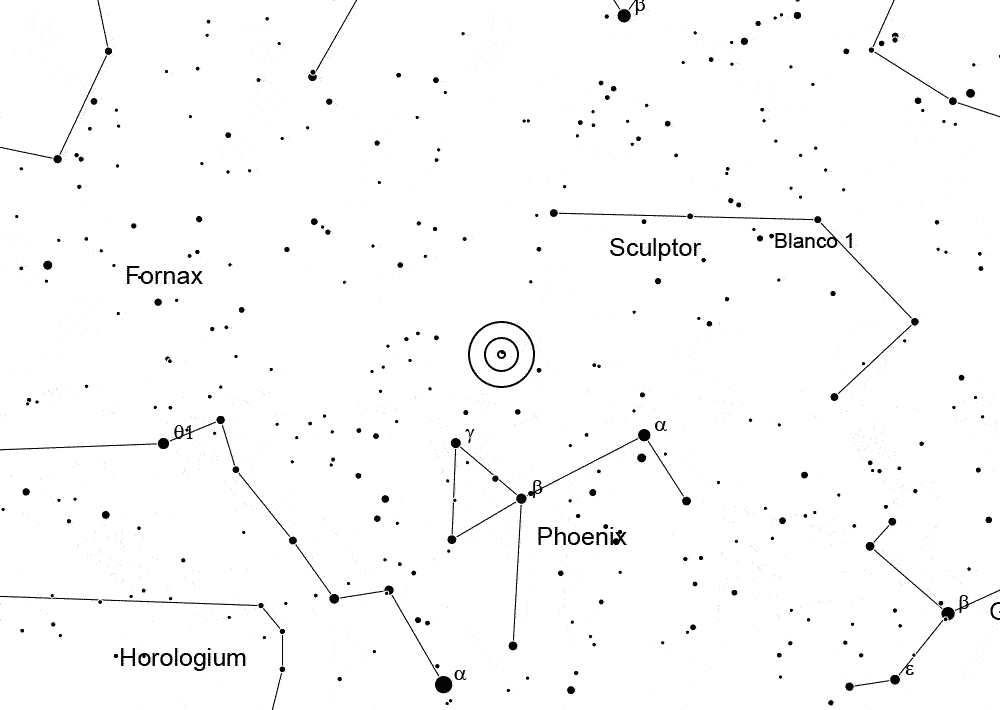 β
Sculptor
Blanco 1
Fornax
θ1
γ
α
β
Phoenix
β
G
Horologium
α
ε